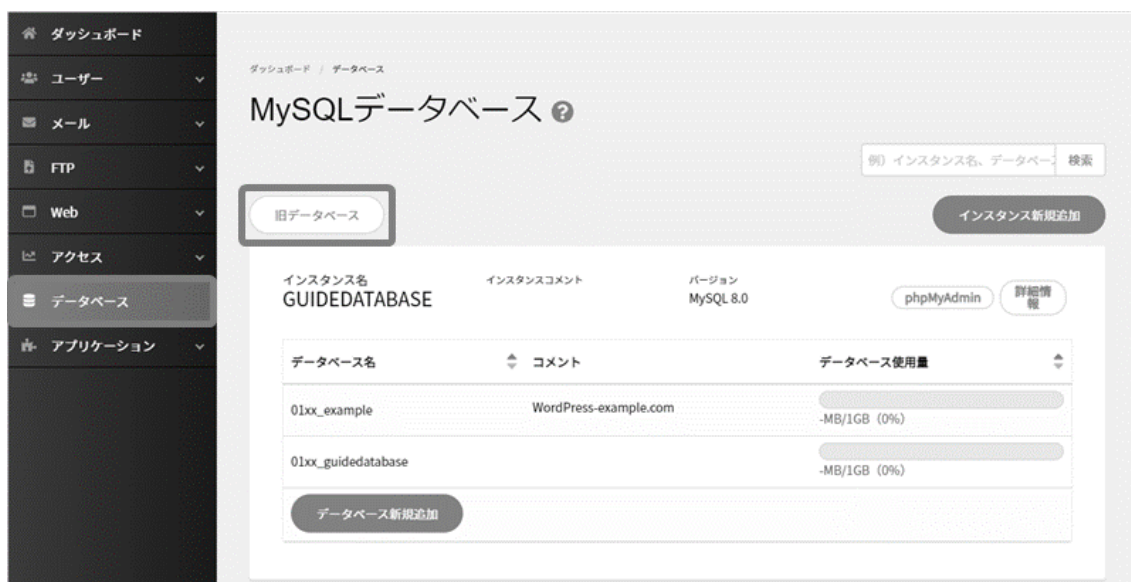 ダッシュボード
ユーザー
メール
FTP
Web
アクセス
データベース
アプリケーション
ダッシュボード / データベース
MySQLデータベース ?
例）インスタンス名、データベー 検索
旧データベース
インスタンス新規追加
インスタンス名 インスタンスコメント バージョン
GUIDEDATABASE MySQL 8.0
phpMyAdmin
詳細情
報
データベース名 コメント データベース使用量
01xx_example WordPress-example.com
-MB/1GB（0%）
01xx_guidedatabase
-MB/1GB（0%）
データベース新規追加